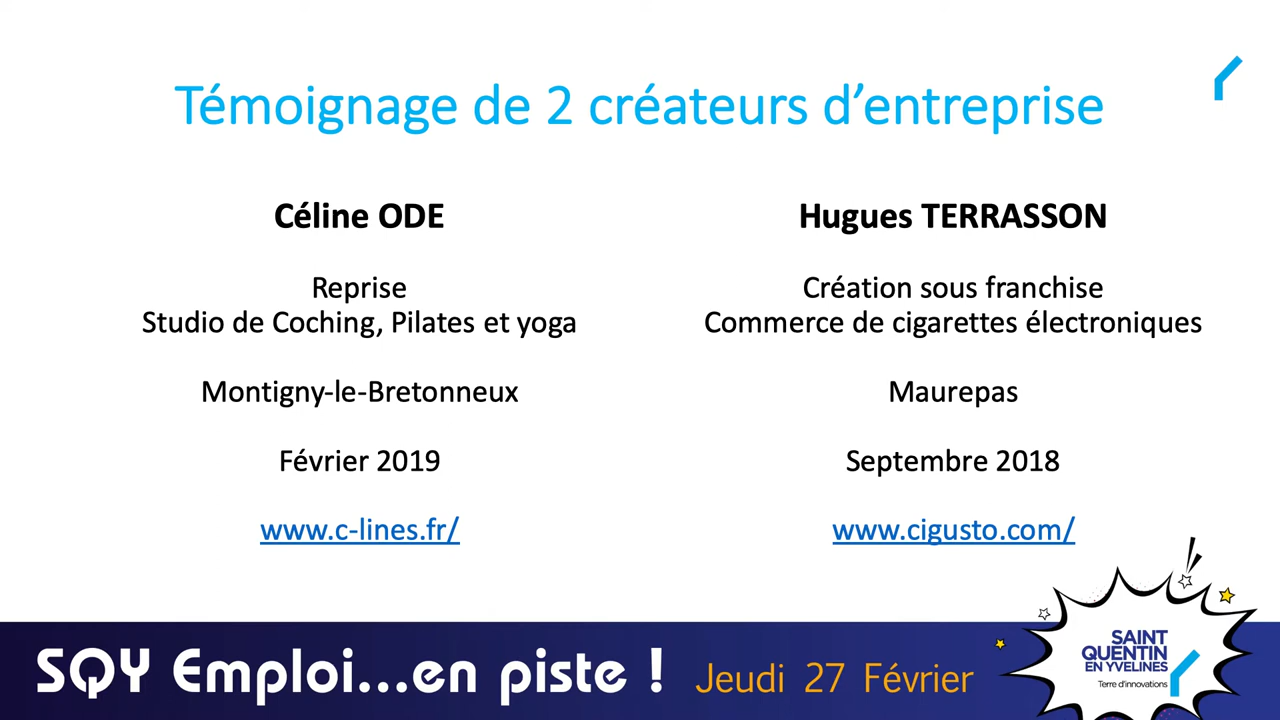 Témoignage de 2 créateurs d’entreprise
Céline ODE
Reprise
Studio de Coching, Pilates et yoga
Montigny-le-Bretonneux
Février 2019
www.c-lines.fr/
Hugues TERRASSON
Création sous franchise
Commerce de cigarettes électroniques
Maurepas
Septembre 2018
www.cigusto.com/
SQY Emploi...en piste ! Jeudi 27 Février
SAINT
QUENTIN
EN YVELINES
Terre d'innovations